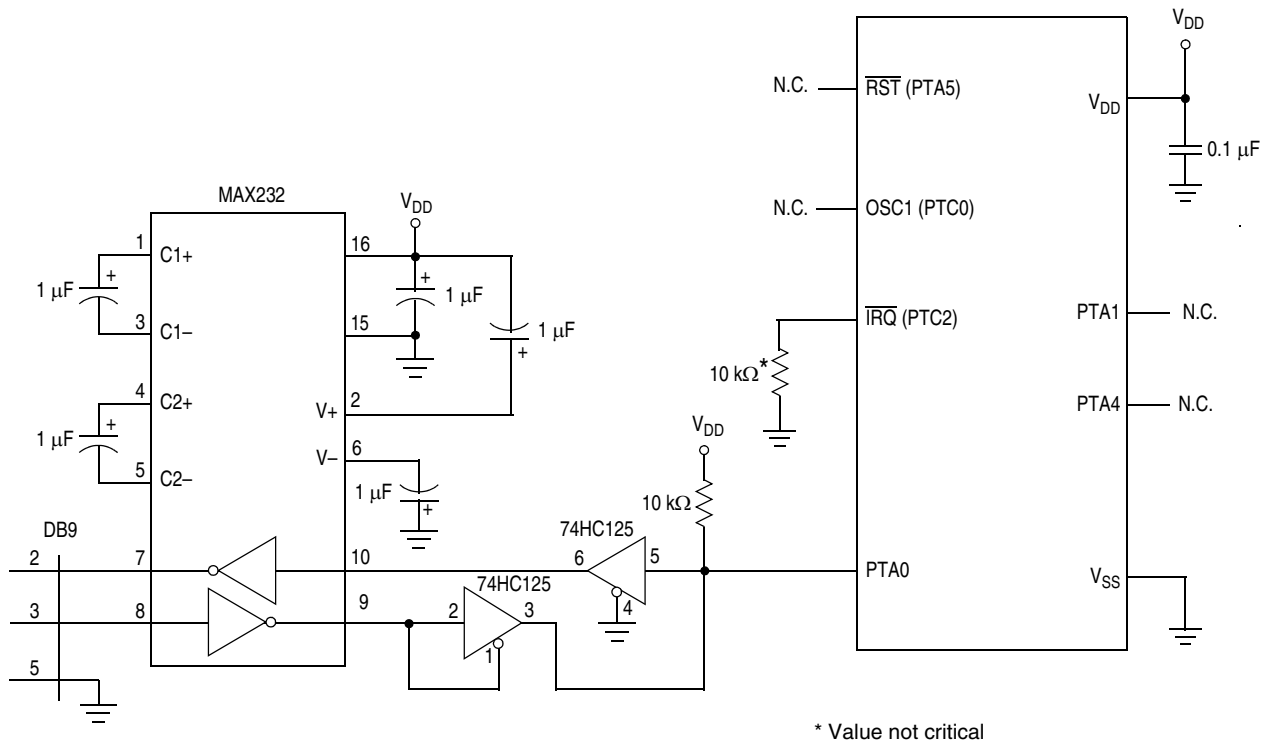 VDD
N.C.
RST (PTA5)
VDD
0.1 µF
MAX232
VDD
N.C.
OSC1 (PTC0)
1
C1+
16
+
1 µF
+
1 µF
3
C1–
15
1 µF
+
IRQ (PTC2)
PTA1
N.C.
10 kΩ*
4
C2+
V+
2
PTA4
N.C.
+
1 µF
VDD
V–
6
5
C2–
1 µF
+
10 kΩ
DB9
74HC125
2
7
10
6
5
PTA0
VSS
4
74HC125
3
8
9
2
3
1
5
* Value not critical